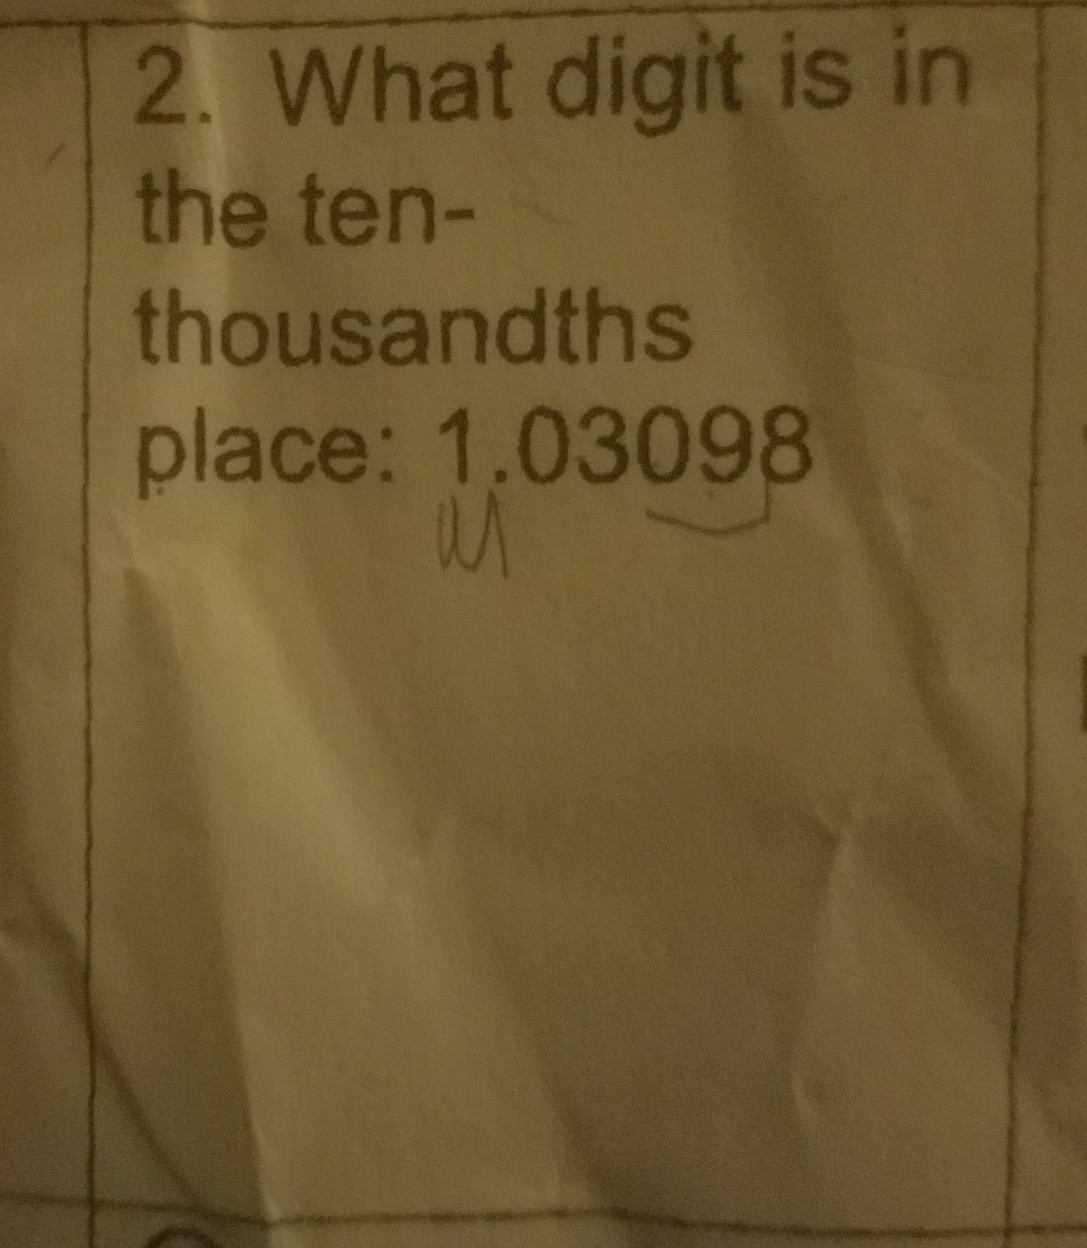 2. What digit is in
the ten-
thousandths
place: 1.03098